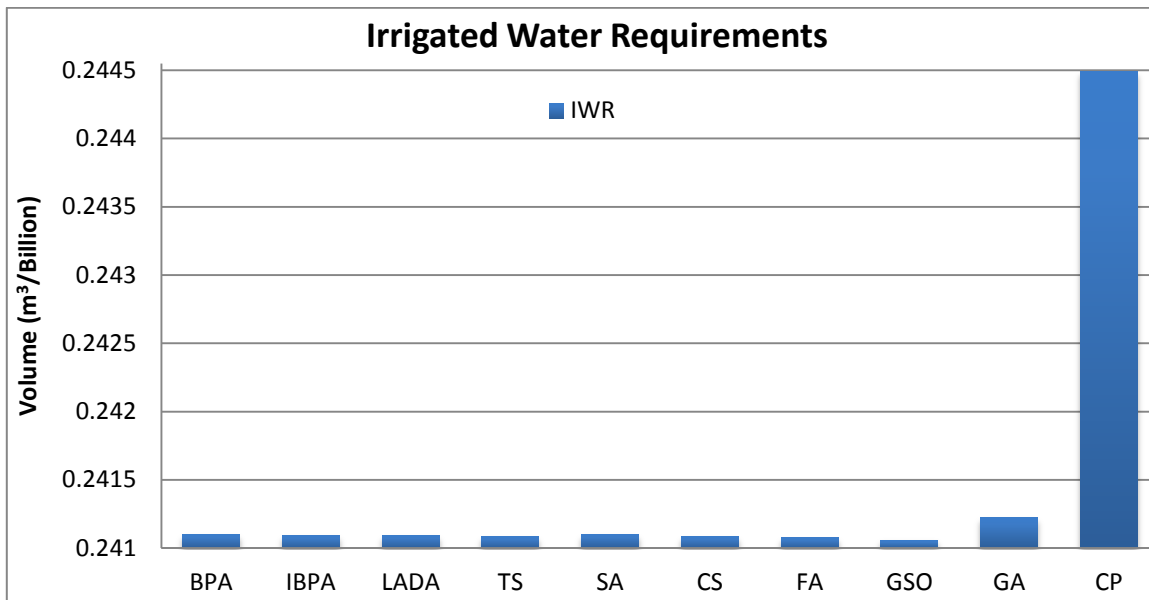 Irrigated Water Requirements
IWR
Volume (m³/Billion)
0.2445
0.244
0.2435
0.243
0.2425
0.242
0.2415
0.241
BPA IBPA LADA TS SA CS FA GSO GA CP